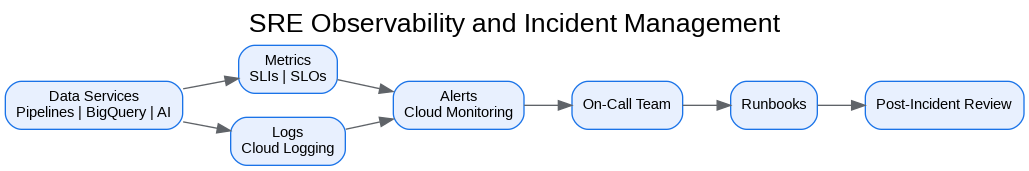 SRE Observability and Incident Management
Data Services
Pipelines | BigQuery | AI
Metrics
SLIs | SLOs
Logs
Cloud Logging
Alerts
Cloud Monitoring
On-Call Team
Runbooks
Post-Incident Review